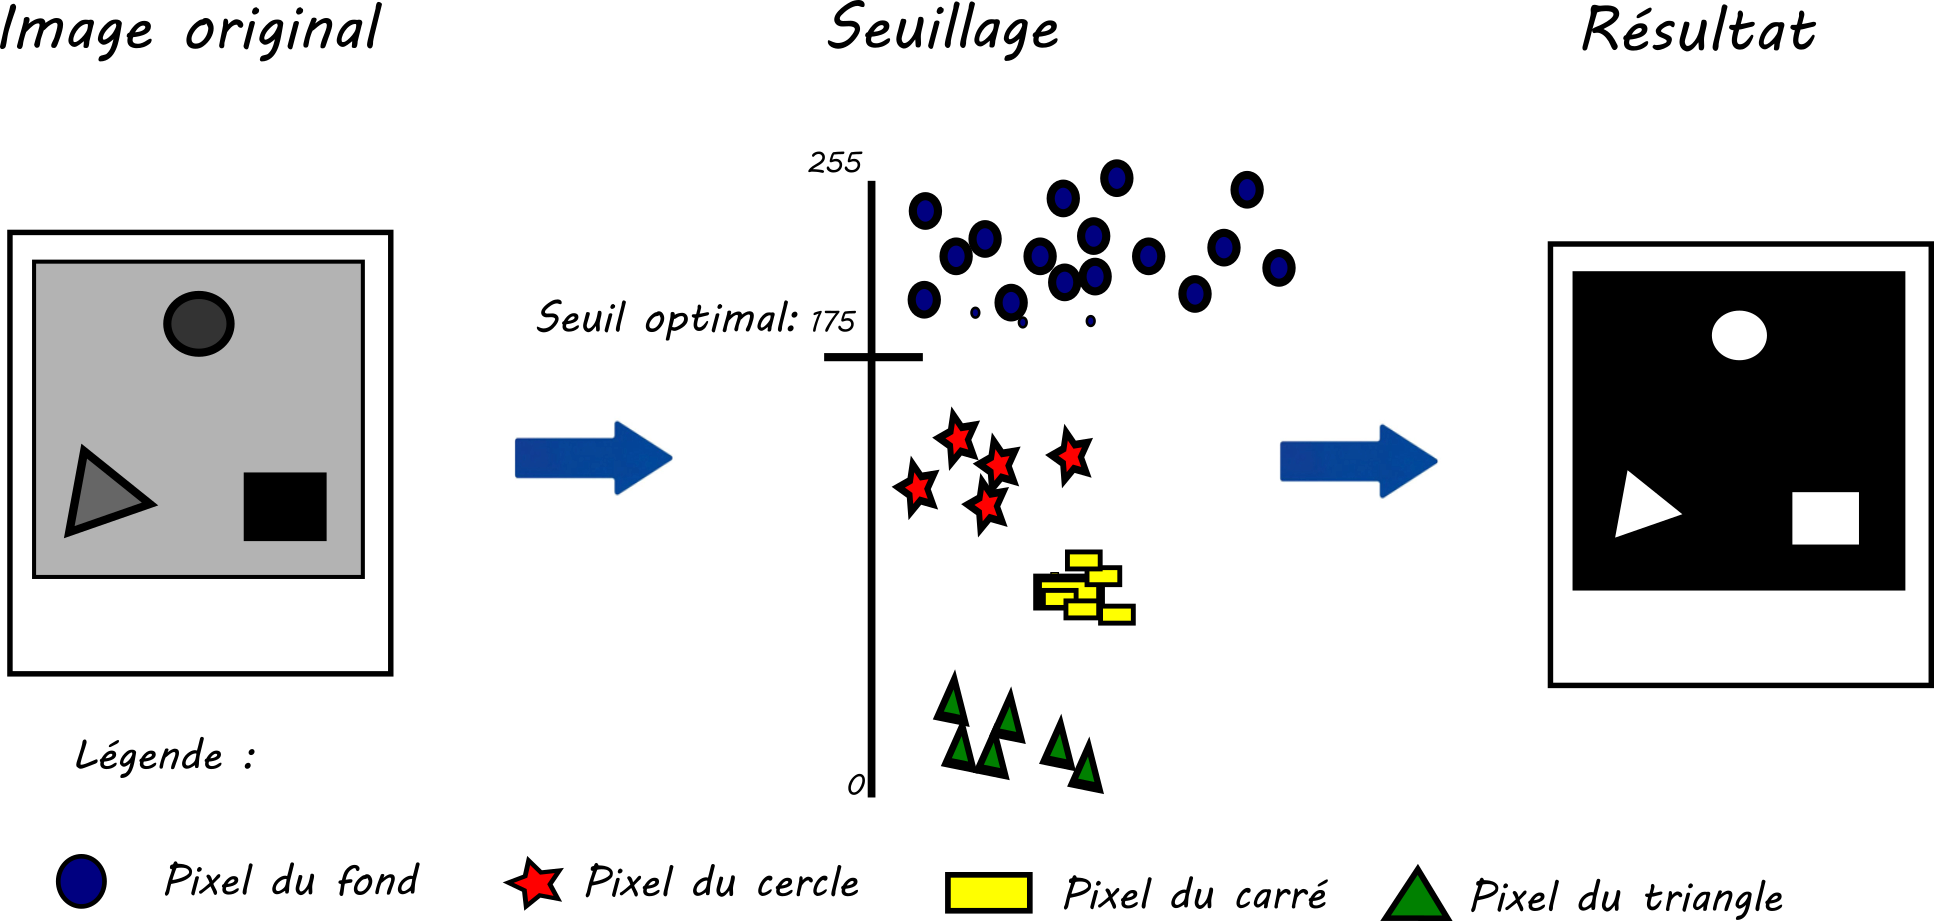 Image original
Seuillage
Résultat
255
Seuil optimal: 175
0
Légende :
Pixel du fond
Pixel du cercle
Pixel du carré
Pixel du triangle